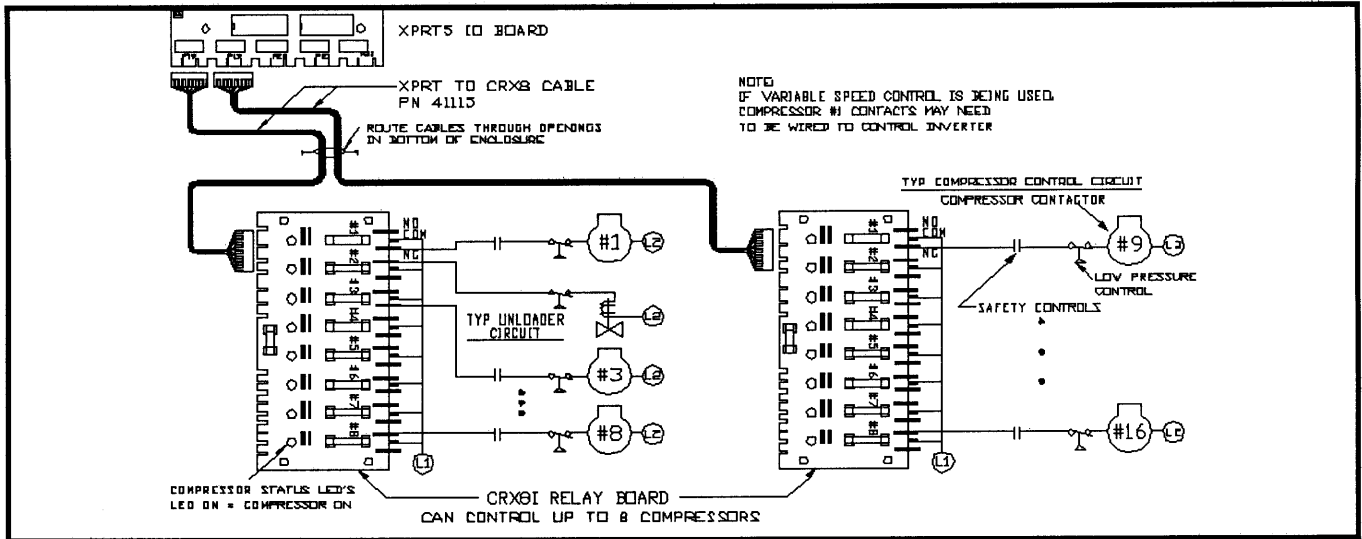 XPRT5 IO BOARD
XPRT TO CRX8 CABLE
PN 41115
ROUTE CABLES THROUGH OPENINGS
IN BOTTOM OF ENCLOSURE
NOTE:
IF VARIABLE SPEED CONTROL IS BEING USED,
COMPRESSOR #1 CONTACTS MAY NEED
TO BE WIRED TO CONTROL INVERTER
TYP COMPRESSOR CONTROL CIRCUIT
COMPRESSOR CONTACTOR
NO
COM
NC
#1
#2
#3
#4
#5
#6
#7
#8
#1
L2
TYP UNLOADER
CIRCUIT
L2
#3
L2
#8
L2
L1
NO
COM
NC
#1
#2
#3
#4
#5
#6
#7
#8
#9
L2
LOW PRESSURE
CONTROL
SAFETY CONTROLS
#16
L2
L1
COMPRESSOR STATUS LED'S
LED ON = COMPRESSOR ON
CRX8I RELAY BOARD
CAN CONTROL UP TO 8 COMPRESSORS